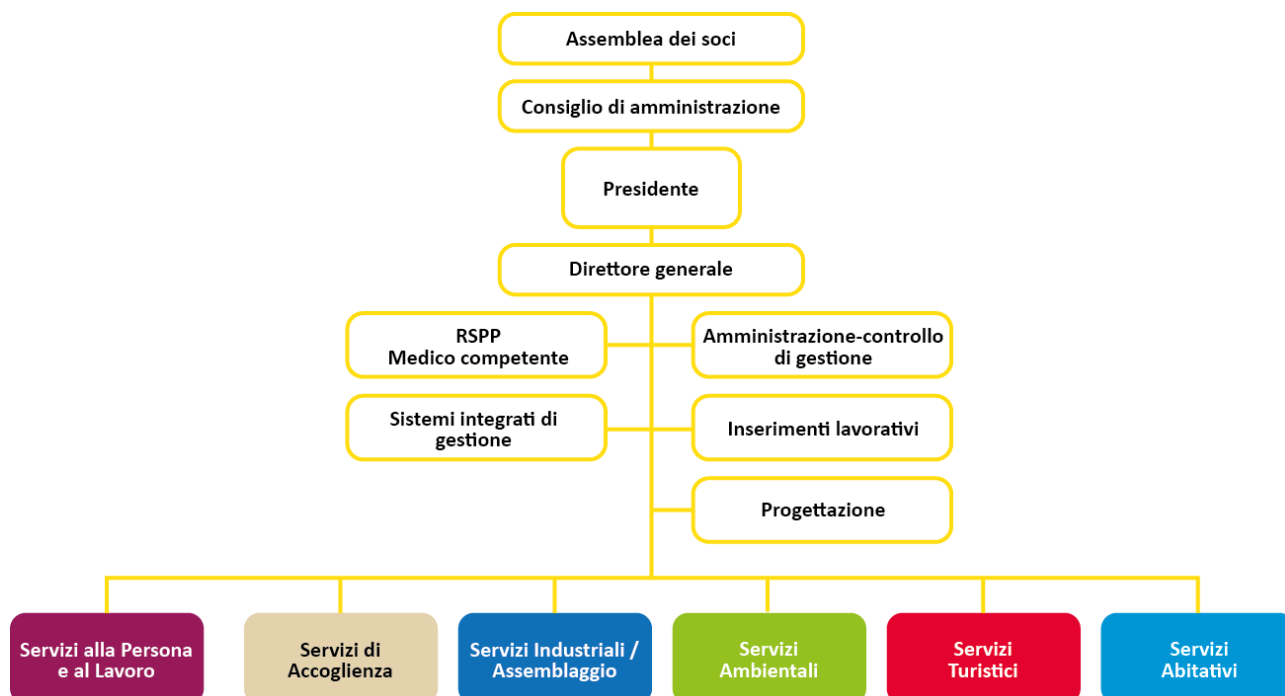 Assemblea dei soci
Consiglio di amministrazione
Presidente
Direttore generale
RSPP
Medico competente
Amministrazione-controllo
di gestione
Sistemi integrati di
gestione
Inserimenti lavorativi
Progettazione
Servizi alla Persona
e al Lavoro
Servizi di
Accoglienza
Servizi Industriali /
Assemblaggio
Servizi
Ambientali
Servizi
Turistici
Servizi
Abitativi